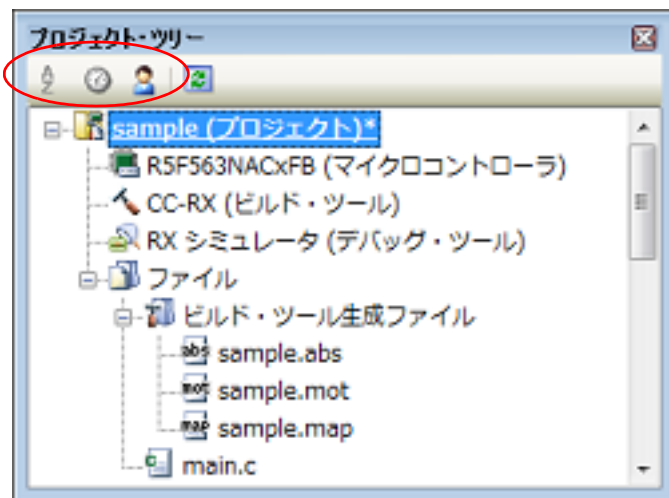 プロジェクト・ツリー
A
Z
sample (プロジェクト)*
R5F563NACxFB (マイクロコントローラ)
CC-RX (ビルド・ツール)
RX シミュレータ (デバッグ・ツール)
ファイル
ビルド・ツール生成ファイル
abs sample.abs
mot sample.mot
map sample.map
c main.c